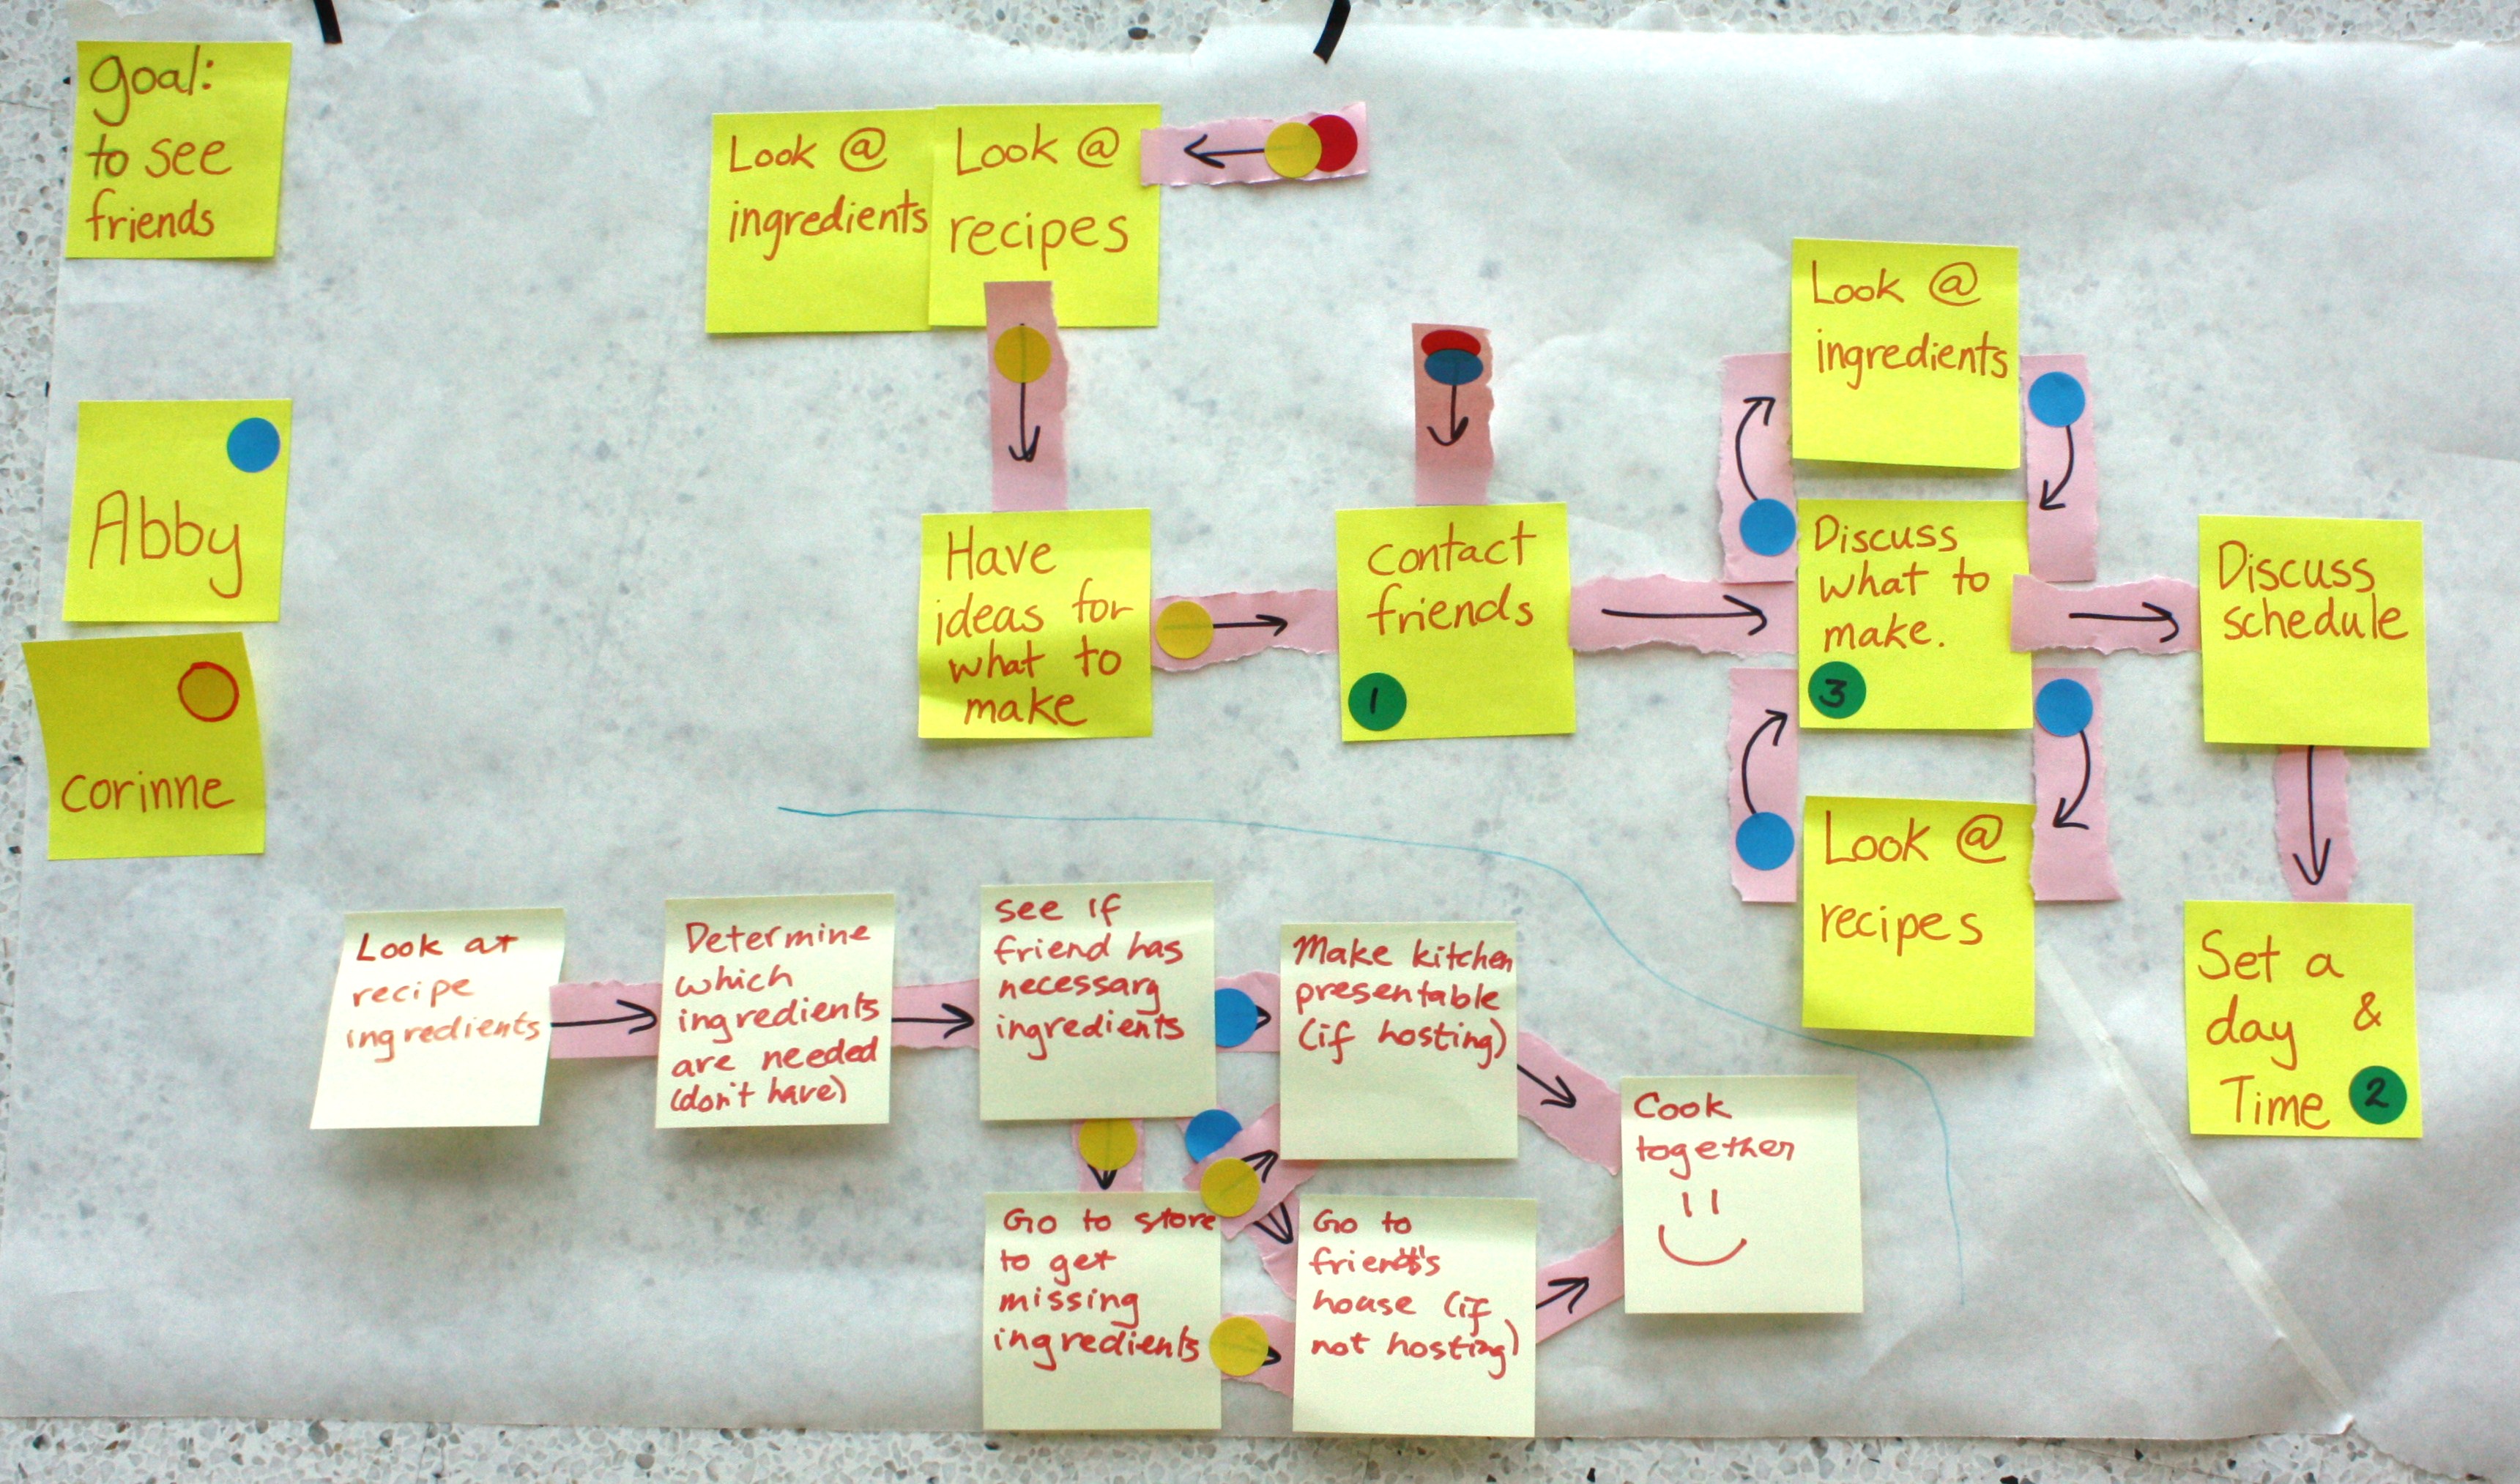 goal:
to see
friends
Abby
corinne
Look @
ingredients
Look @
recipes
Have
ideas for
what to
make
contact
friends
1
Look @
ingredients
Discuss
what to
make.
3
Look @
recipes
Discuss
schedule
Set a
day &
Time 2
Look at
recipe
ingredients
Determine
which
ingredients
are needed
(don't have)
see if
friend has
necessary
ingredients
Make kitchen
presentable
(if hosting)
Go to store
to get
missing
ingredients
Go to
friend's
house (if
not hosting)
Cook
together